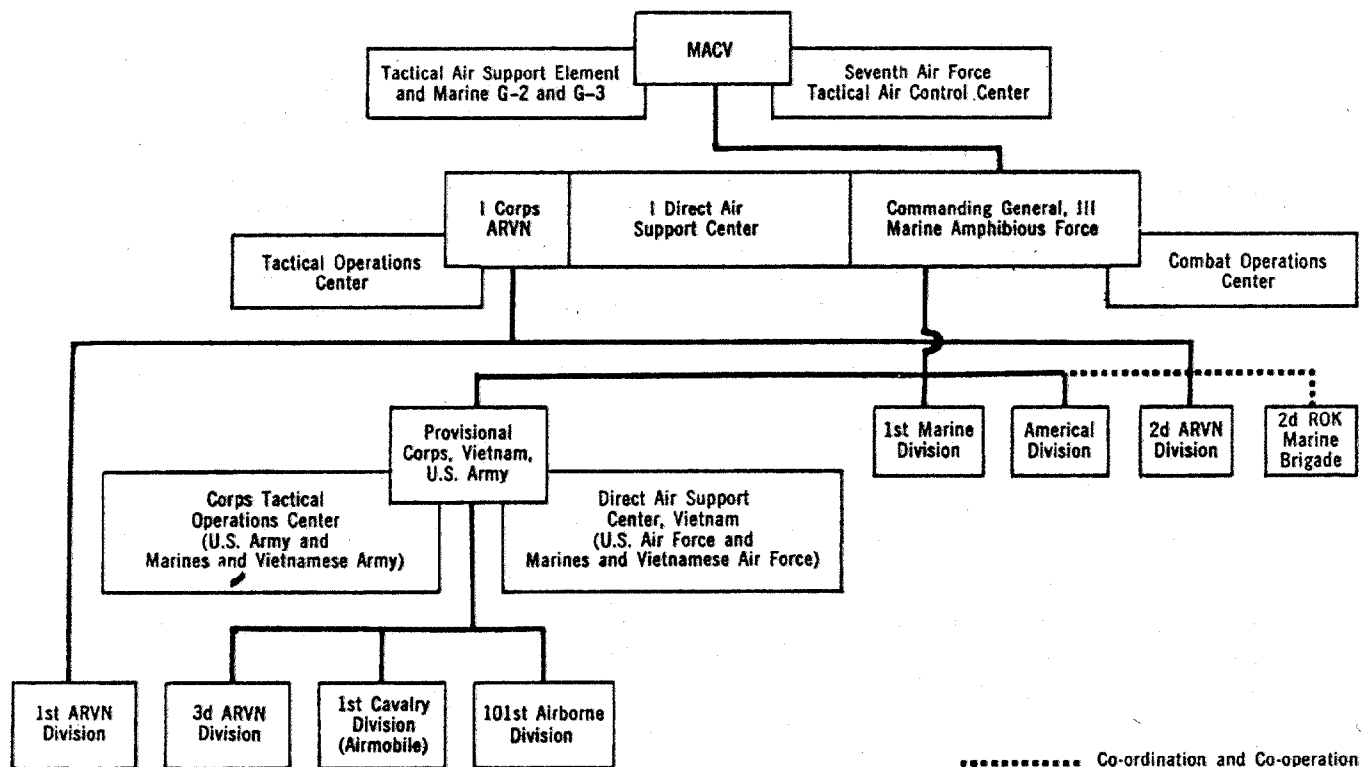 MACV
Tactical Air Support Element
and Marine G-2 and G-3
Seventh Air Force
Tactical Air Control Center
I Corps
ARVN
I Direct Air
Support Center
Commanding General, III
Marine Amphibious Force
Tactical Operations
Center
Combat Operations
Center
Provisional
Corps, Vietnam,
U.S. Army
1st Marine
Division
Americal
Division
2d ARVN
Division
2d ROK
Marine
Brigade
Corps Tactical
Operations Center
(U.S. Army and
Marines and Vietnamese Army)
Direct Air Support
Center, Vietnam
(U.S. Air Force and
Marines and Vietnamese Air Force)
1st ARVN
Division
3d ARVN
Division
1st Cavalry
Division
(Airmobile)
101st Airborne
Division
Co-ordination and Co-operation